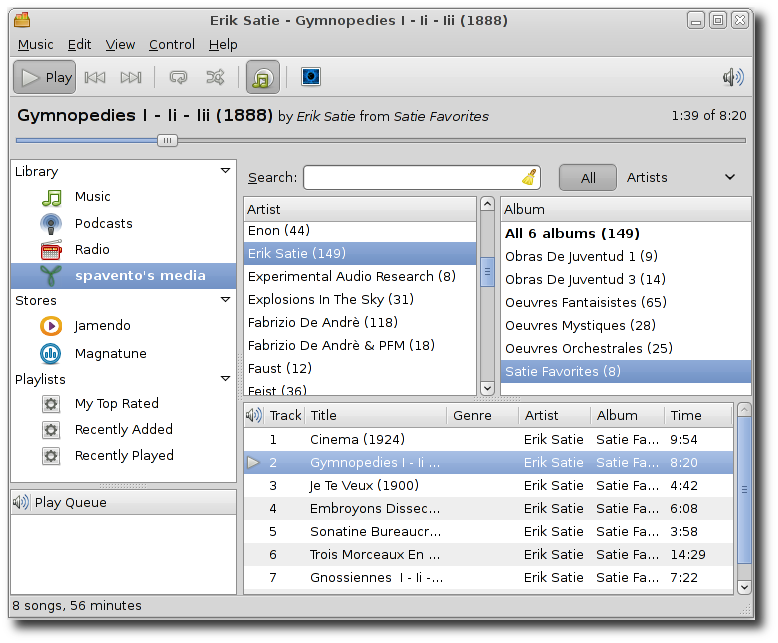 Erik Satie - Gymnopedies I - Ii - Iii (1888)
Music Edit View Control Help
Play
Gymnopedies I - Ii - Iii (1888) by Erik Satie from Satie Favorites 1:39 of 8:20
Library
Music
Podcasts
Radio
spavento's media
Stores
Jamendo
Magnatune
Playlists
My Top Rated
Recently Added
Recently Played
Play Queue
Search: All Artists
Artist
Enon (44)
Erik Satie (149)
Experimental Audio Research (8)
Explosions In The Sky (31)
Fabrizio De Andrè (118)
Fabrizio De Andrè & PFM (18)
Faust (12)
Feist (36)
Album
All 6 albums (149)
Obras De Juventud 1 (9)
Obras De Juventud 3 (14)
Oeuvres Fantaisistes (65)
Oeuvres Mystiques (28)
Oeuvres Orchestrales (25)
Satie Favorites (8)
Track Title Genre Artist Album Time
1 Cinema (1924) Erik Satie Satie Fa... 9:54
2 Gymnopedies I - Ii ... Erik Satie Satie Fa... 8:20
3 Je Te Veux (1900) Erik Satie Satie Fa... 4:42
4 Embroyons Dissec... Erik Satie Satie Fa... 6:08
5 Sonatine Bureaucr... Erik Satie Satie Fa... 3:58
6 Trois Morceaux En ... Erik Satie Satie Fa... 14:29
7 Gnossiennes I - Ii -... Erik Satie Satie Fa... 7:22
8 songs, 56 minutes